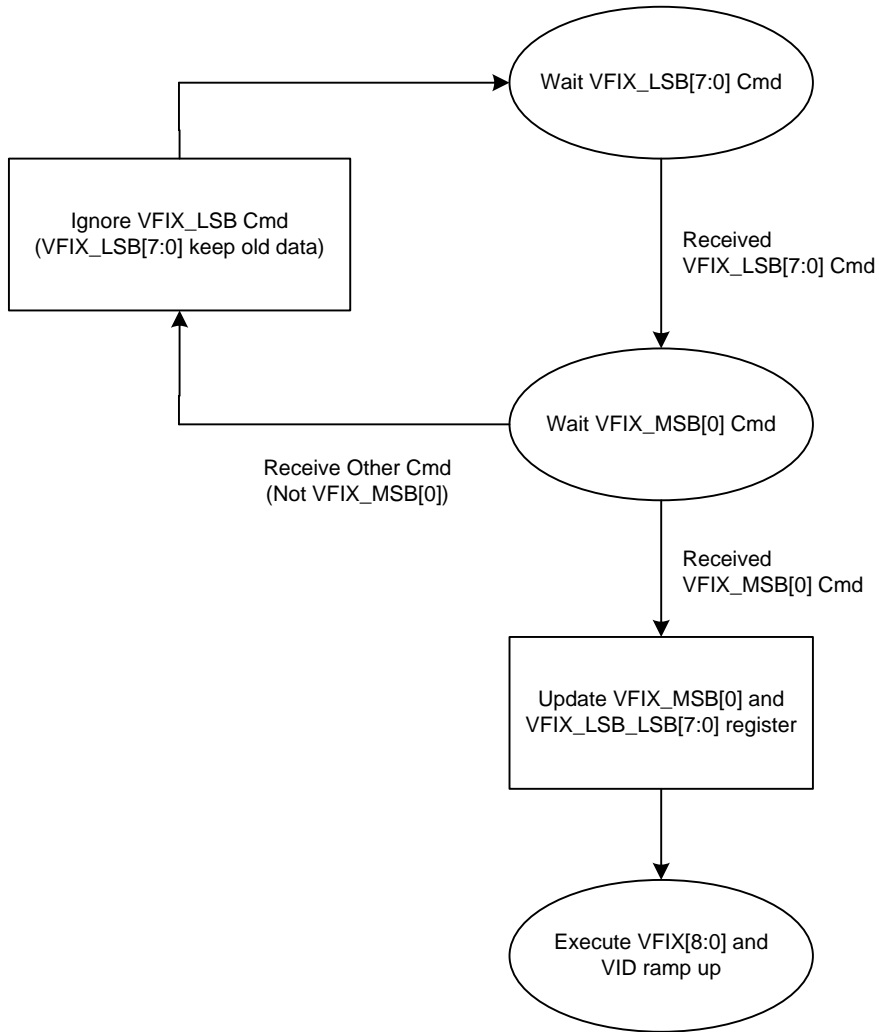 Wait VFIX_LSB[7:0] Cmd
Ignore VFIX_LSB Cmd
(VFIX_LSB[7:0] keep old data)
Received
VFIX_LSB[7:0] Cmd
Wait VFIX_MSB[0] Cmd
Receive Other Cmd
(Not VFIX_MSB[0])
Received
VFIX_MSB[0] Cmd
Update VFIX_MSB[0] and
VFIX_LSB_LSB[7:0] register
Execute VFIX[8:0] and
VID ramp up